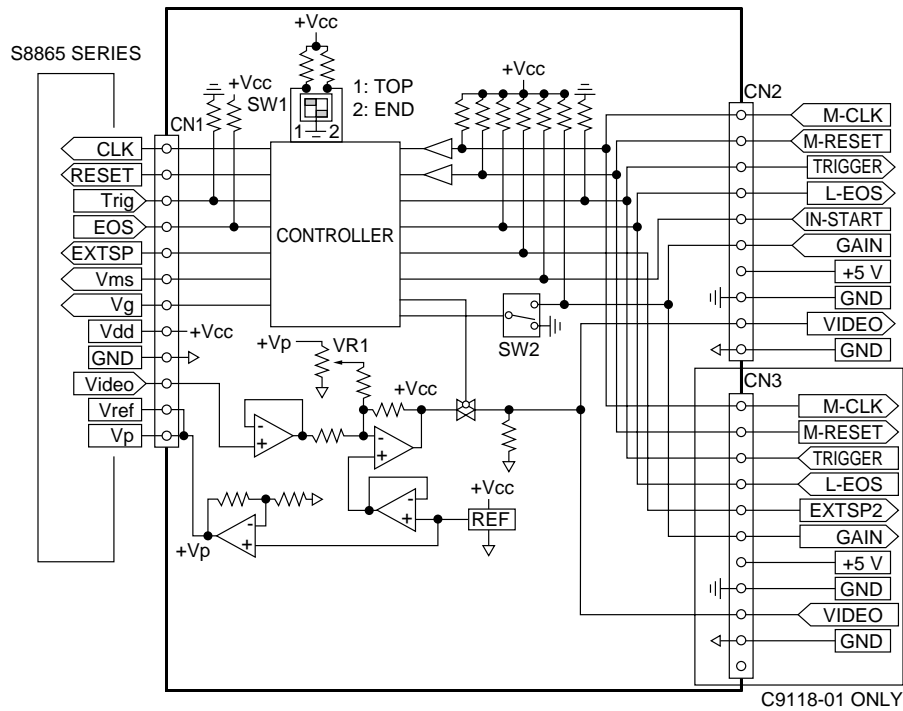 S8865 SERIES
+Vcc
+Vcc
SW1
1 2
1: TOP
2: END
+Vcc
CN1
CLK
RESET
Trig
EOS
EXTSP
Vms
Vg
Vdd
+Vcc
GND
Video
Vref
Vp
CONTROLLER
SW2
+Vp
VR1
+Vcc
-
+
-
+
-
+
-
+
+Vp
+Vcc
REF
CN2
M-CLK
M-RESET
TRIGGER
L-EOS
IN-START
GAIN
+5 V
GND
VIDEO
GND
CN3
M-CLK
M-RESET
TRIGGER
L-EOS
EXTSP2
GAIN
+5 V
GND
VIDEO
GND
C9118-01 ONLY